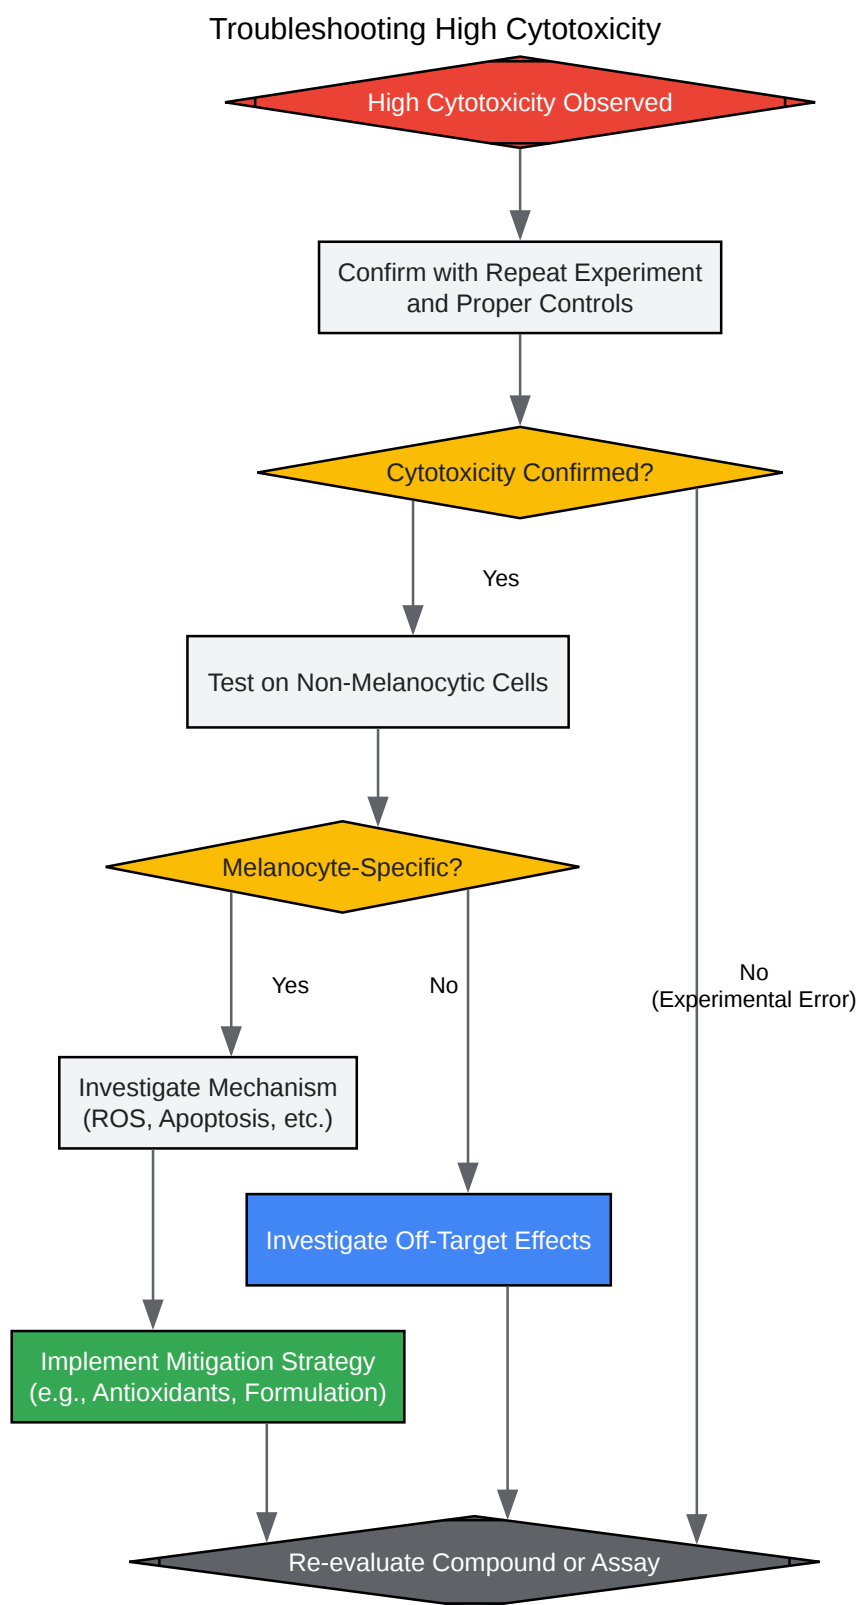 Troubleshooting High Cytotoxicity
High Cytotoxicity Observed
Confirm with Repeat Experiment
and Proper Controls
Cytotoxicity Confirmed?
Yes
Test on Non-Melanocytic Cells
Melanocyte-Specific?
Yes
No
No
(Experimental Error)
Investigate Mechanism
(ROS, Apoptosis, etc.)
Investigate Off-Target Effects
Implement Mitigation Strategy
(e.g., Antioxidants, Formulation)
Re-evaluate Compound or Assay